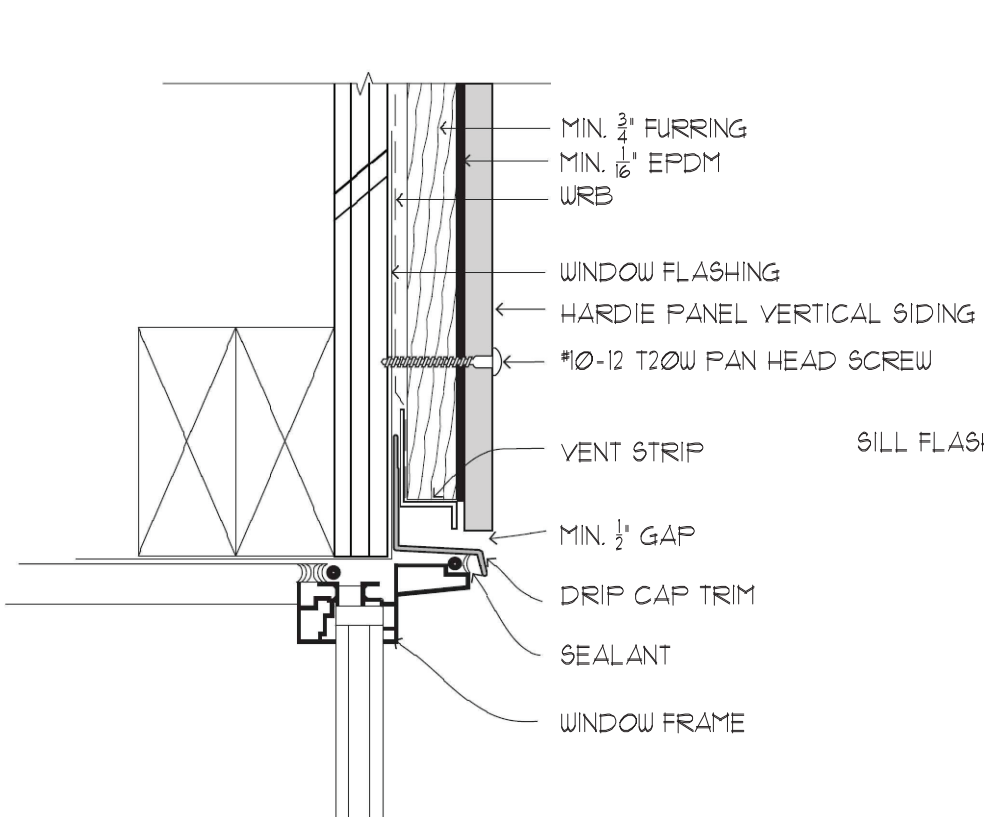 MIN. 3/4" FURRING
MIN. 1/16" EPDM
WRB
WINDOW FLASHING
HARDIE PANEL VERTICAL SIDING
#10-12 T20W PAN HEAD SCREW
VENT STRIP
SILL FLASH
MIN. 1/2" GAP
DRIP CAP TRIM
SEALANT
WINDOW FRAME